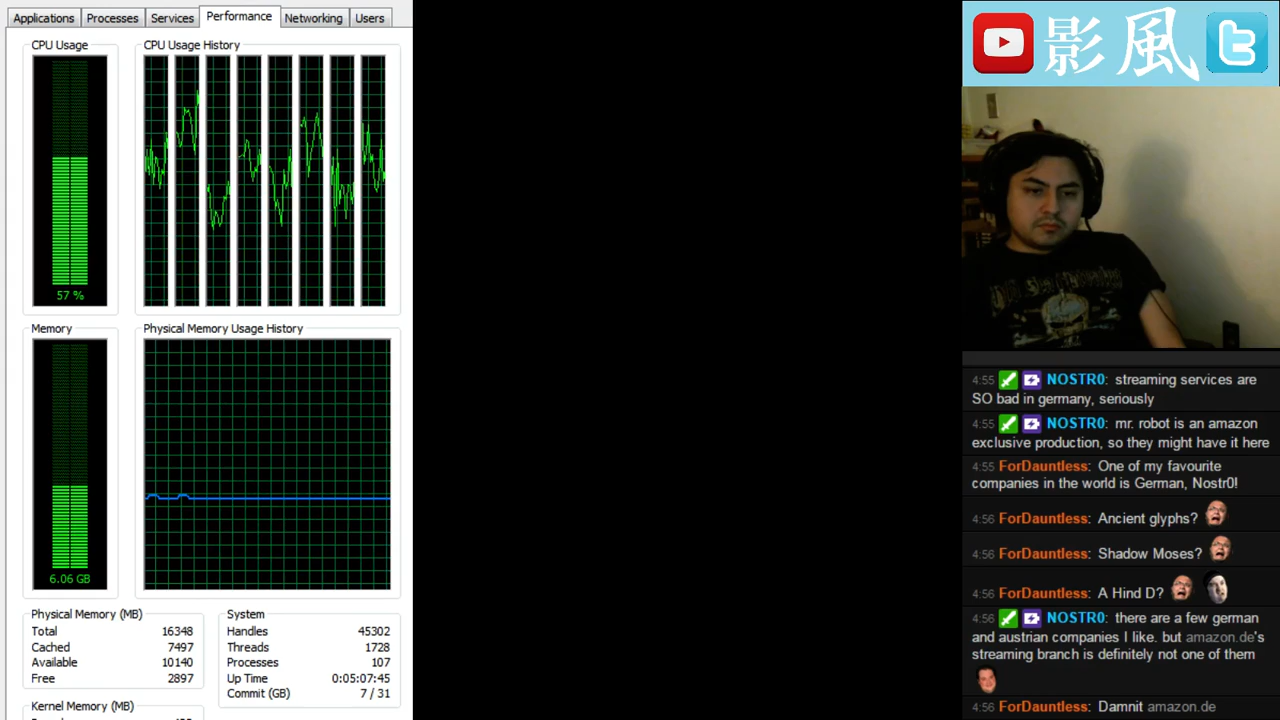 Applications
Processes
Services
Performance
Networking
Users
CPU Usage
57 %
CPU Usage History
Memory
6.06 GB
Physical Memory Usage History
Physical Memory (MB)
Total 16348
Cached 7497
Available 10140
Free 2897
System
Handles 45302
Threads 1728
Processes 107
Up Time 0:05:07:45
Commit (GB) 7 / 31
Kernel Memory (MB)
影風
4:55 NOSTR0: streaming services are
SO bad in germany, seriously
4:55 NOSTR0: mr. robot is an amazon
exclusive production, so they might have it here
4:55 ForDauntless: One of my favourite
companies in the world is German, Nostr0!
4:56 ForDauntless: Ancient glyphs?
4:56 ForDauntless: Shadow Moses?
4:56 ForDauntless: A Hind D?
4:56 NOSTR0: there are a few german
and austrian companies I like. but amazon.de's
streaming branch is definitely not one of them
4:56 ForDauntless: Damnit amazon.de